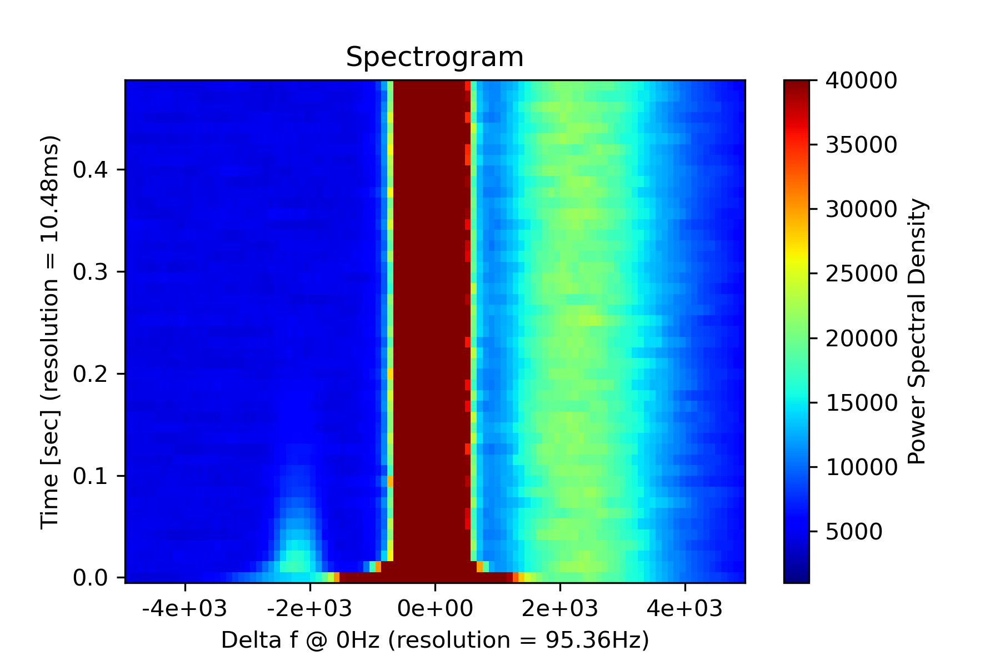 Spectrogram
Time [sec] (resolution = 10.48ms)
0.4
0.3
0.2
0.1
0.0
-4e+03
-2e+03
0e+00
2e+03
4e+03
Delta f @ 0Hz (resolution = 95.36Hz)
40000
35000
30000
25000
20000
15000
10000
5000
Power Spectral Density